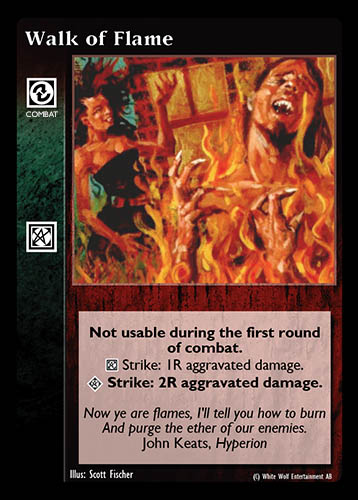 Walk of Flame
COMBAT
Not usable during the first round
of combat.
Strike: 1R aggravated damage.
Strike: 2R aggravated damage.
Now ye are flames, I'll tell you how to burn
And purge the ether of our enemies.
John Keats, Hyperion
Illus: Scott Fischer
(C) White Wolf Entertainment AB